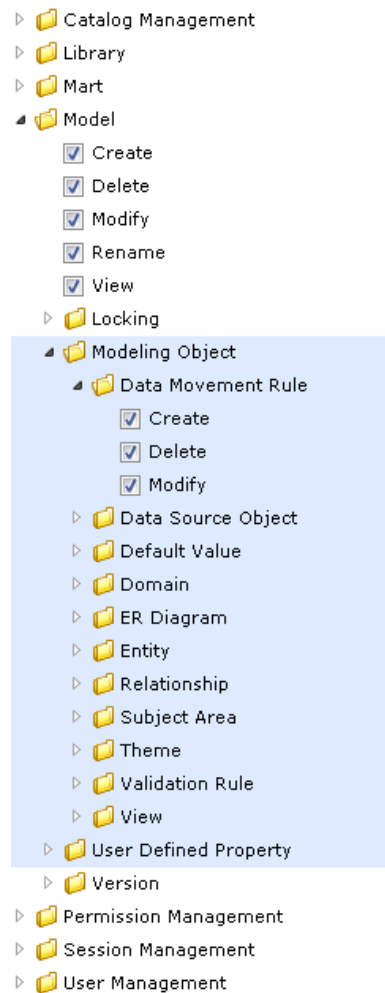 Catalog Management
Library
Mart
Model
Create
Delete
Modify
Rename
View
Locking
Modeling Object
Data Movement Rule
Create
Delete
Modify
Data Source Object
Default Value
Domain
ER Diagram
Entity
Relationship
Subject Area
Theme
Validation Rule
View
User Defined Property
Version
Permission Management
Session Management
User Management